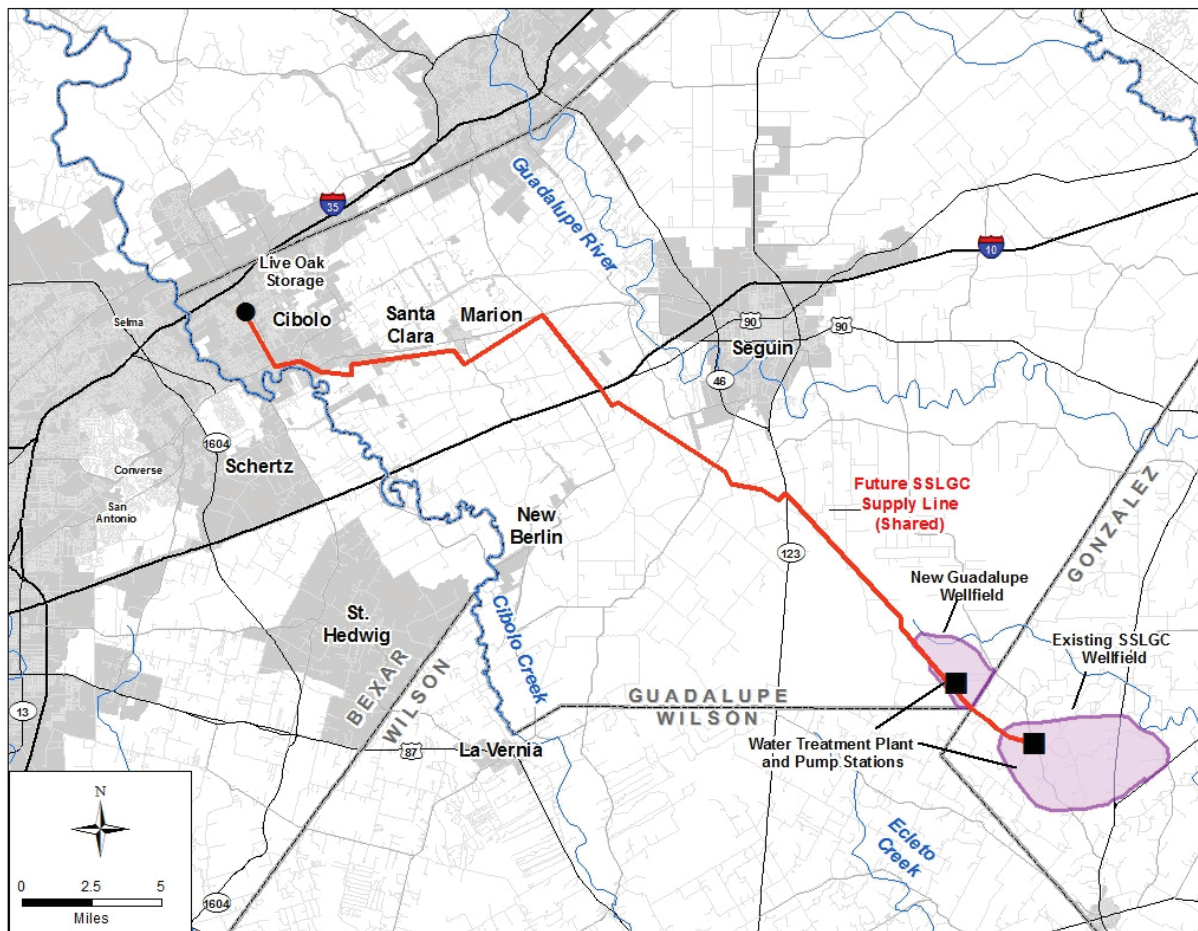 35
Guadalupe River
10
Live Oak
Storage
Selma
Cibolo
Santa
Clara
Marion
90
90
Seguin
46
1604
Schertz
Converse
San
Antonio
Future SSLGC
Supply Line
(Shared)
GONZALEZ
New
Berlin
123
New Guadalupe
Wellfield
St.
Hedwig
Cibolo Creek
Existing SSLGC
Wellfield
BEXAR
WILSON
GUADALUPE
WILSON
13
87
La Vernia
Water Treatment Plant
and Pump Stations
N
Ecleto
Creek
0 2.5 5
Miles
1604